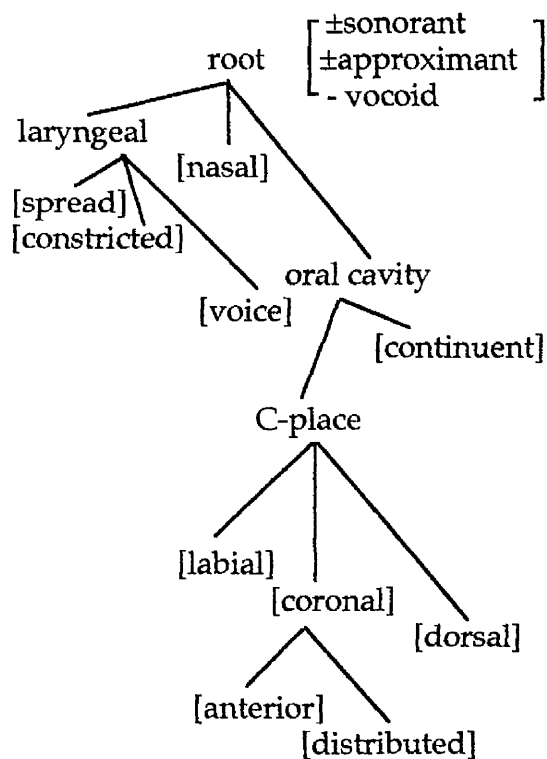 ±sonorant
root ±approximant
- vocoid
laryngeal
[nasal]
[spread]
[constricted]
oral cavity
[voice]
[continuent]
C-place
[labial]
[coronal]
[dorsal]
[anterior]
[distributed]